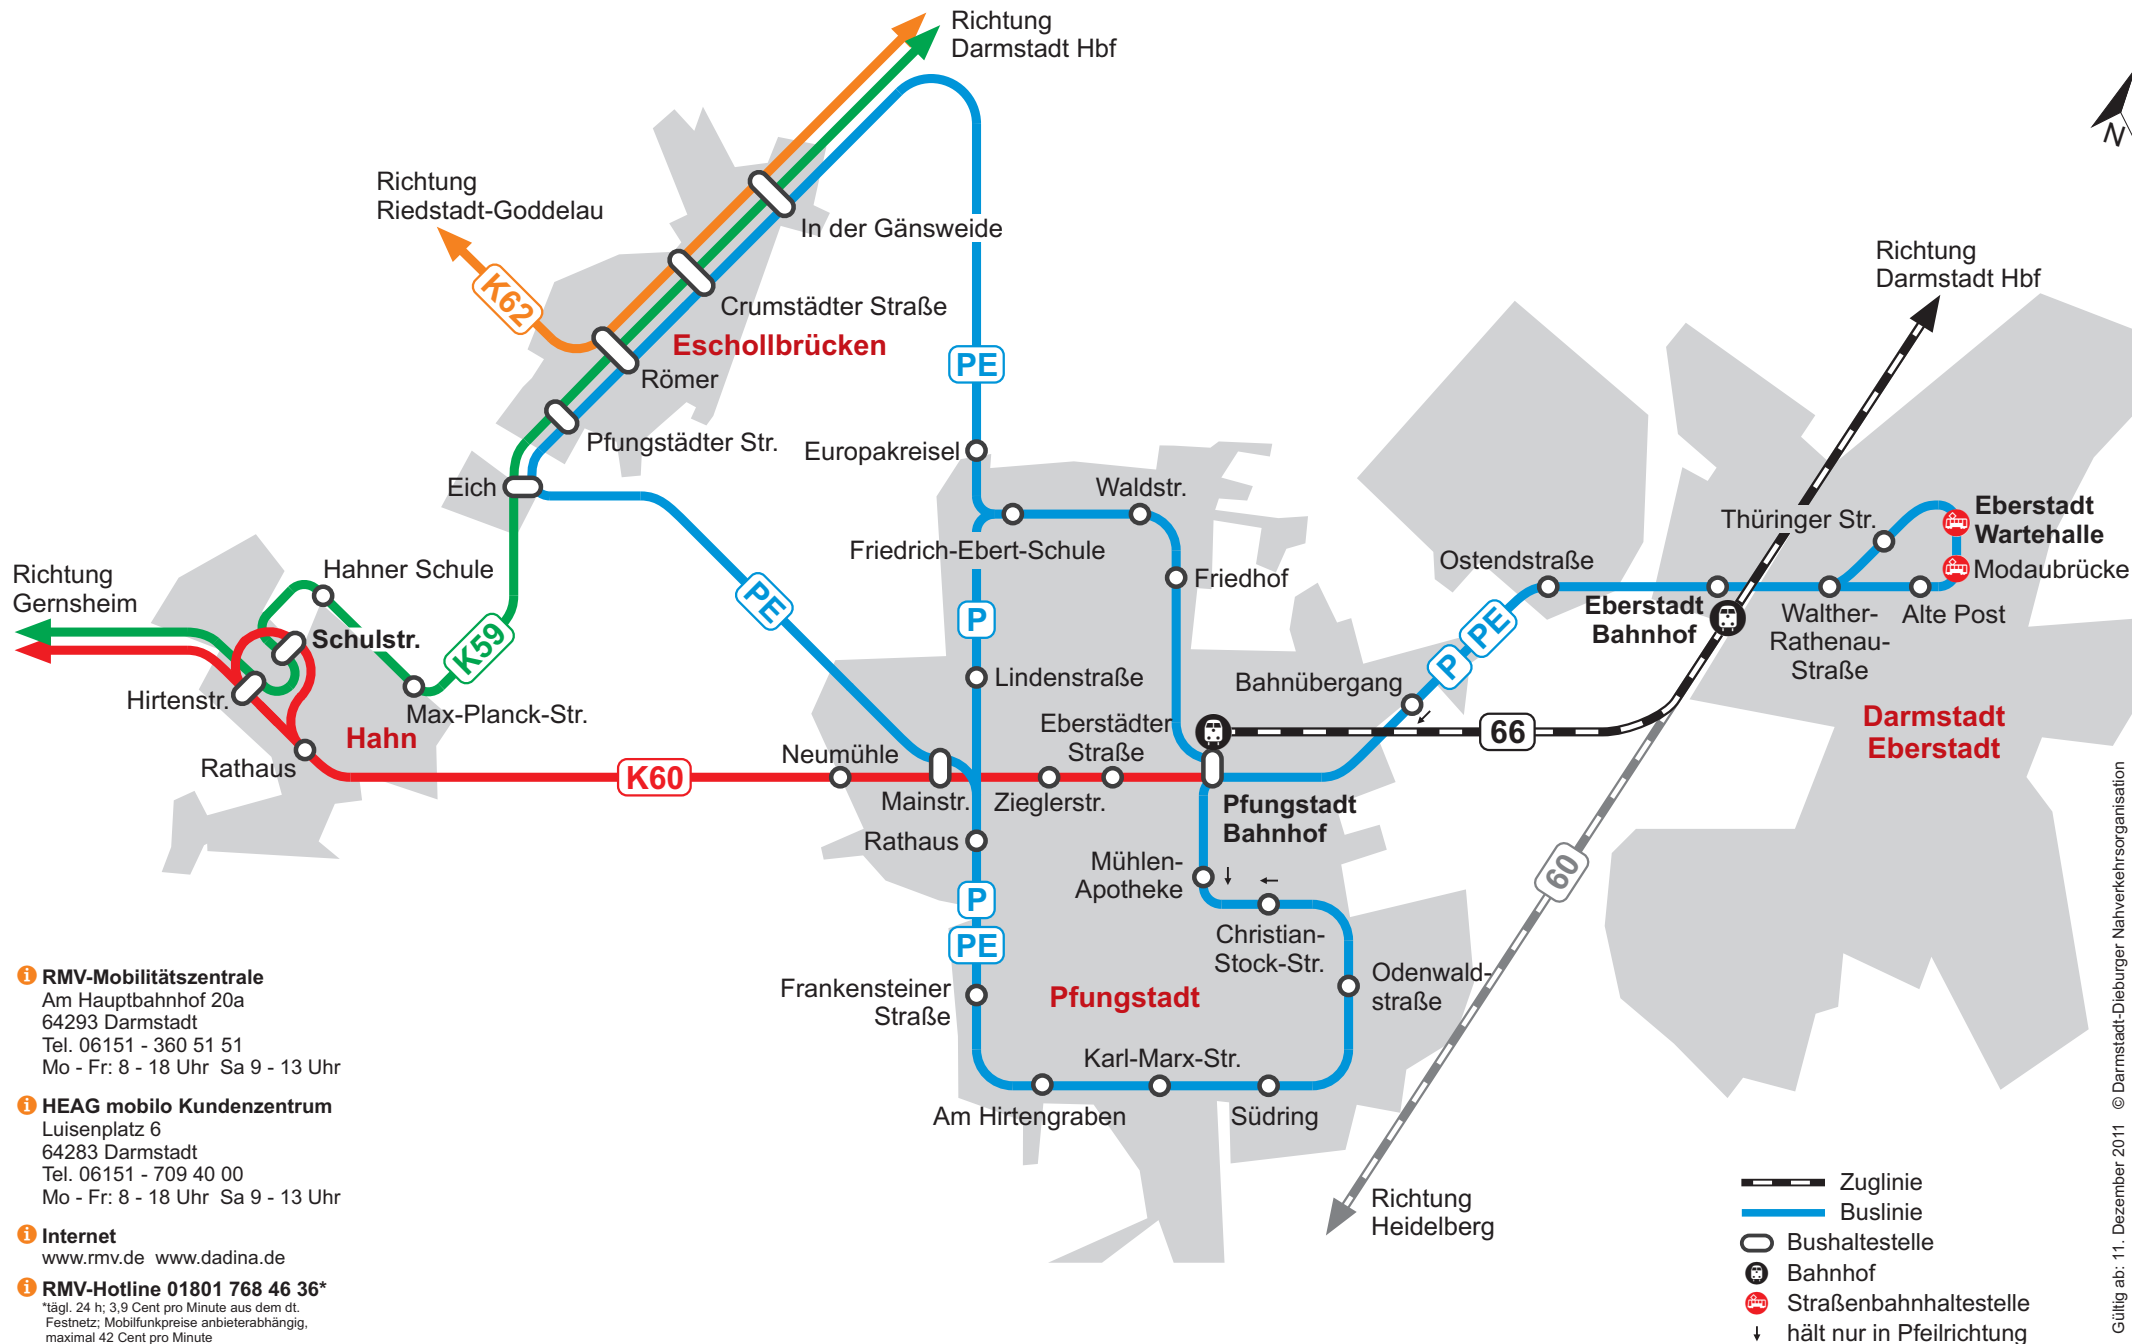 Richtung
Darmstadt Hbf
N
Richtung
Riedstadt-Goddelau
K62
In der Gänsweide
Crumstädter Straße
Eschollbrücken
Römer
Pfungstädter Str.
Eich
PE
Richtung
Darmstadt Hbf
Europakreisel
Waldstr.
Friedrich-Ebert-Schule
Friedhof
Thüringer Str.
Eberstadt
Wartehalle
Modaubrücke
Ostendstraße
Eberstadt
Bahnhof
Walther-
Rathenau-
Straße
Alte Post
Richtung
Gernsheim
Hahner Schule
Schulstr.
K59
PE
P
P
PE
Hirtenstr.
Max-Planck-Str.
Hahn
Rathaus
Lindenstraße
Bahnübergang
Eberstädter
Straße
66
Darmstadt
Eberstadt
K60
Neumühle
Mainstr.
Zieglerstr.
Pfungstadt
Bahnhof
Rathaus
Mühlen-
Apotheke
60
P
PE
Christian-
Stock-Str.
Odenwald-
straße
Frankensteiner
Straße
Pfungstadt
Karl-Marx-Str.
Am Hirtengraben
Südring
Richtung
Heidelberg
i RMV-Mobilitätszentrale
Am Hauptbahnhof 20a
64293 Darmstadt
Tel. 06151 - 360 51 51
Mo - Fr: 8 - 18 Uhr Sa 9 - 13 Uhr
i HEAG mobilo Kundenzentrum
Luisenplatz 6
64283 Darmstadt
Tel. 06151 - 709 40 00
Mo - Fr: 8 - 18 Uhr Sa 9 - 13 Uhr
i Internet
www.rmv.de www.dadina.de
i RMV-Hotline 01801 768 46 36*
*tägl. 24 h; 3,9 Cent pro Minute aus dem dt.
Festnetz; Mobilfunkpreise anbieterabhängig,
maximal 42 Cent pro Minute
Zuglinie
Buslinie
Bushaltestelle
Bahnhof
Straßenbahnhaltestelle
hält nur in Pfeilrichtung
Gültig ab: 11. Dezember 2011 © Darmstadt-Dieburger Nahverkehrsorganisation